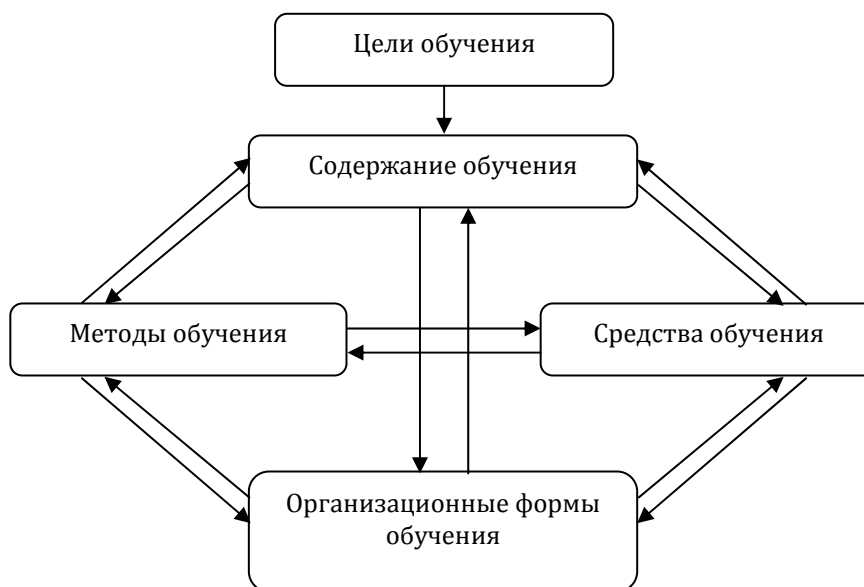 Цели обучения
Содержание обучения
Методы обучения
Средства обучения
Организационные формы
обучения